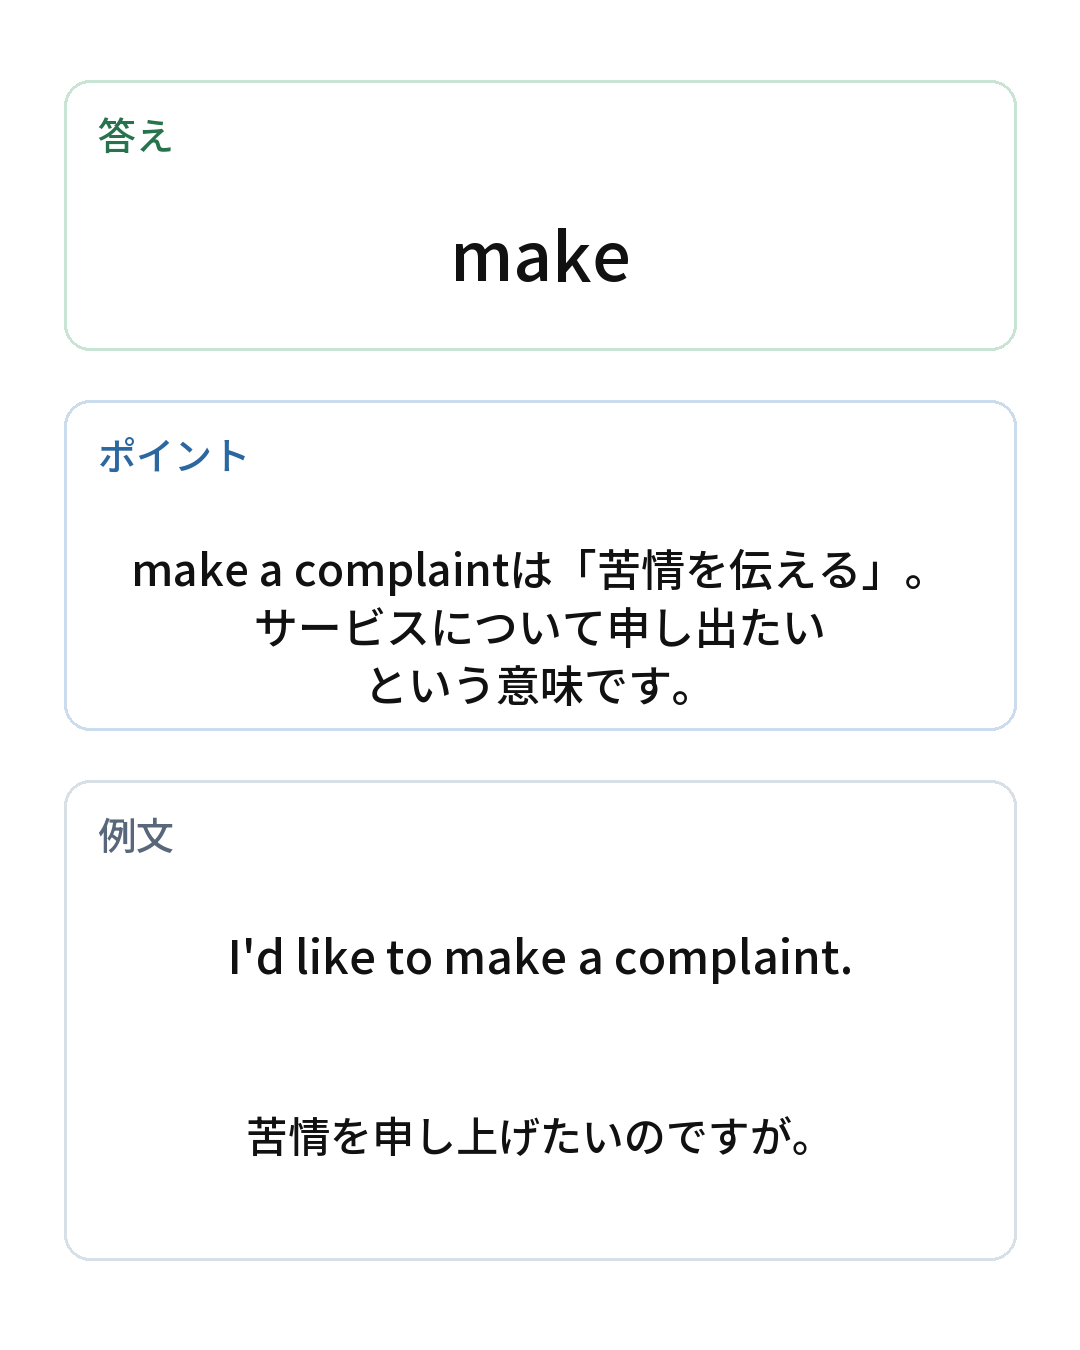 答え
make
ポイント
make a complaintは「苦情を伝える」。
サービスについて申し出たい
という意味です。
例文
I'd like to make a complaint.
苦情を申し上げたいのですが。